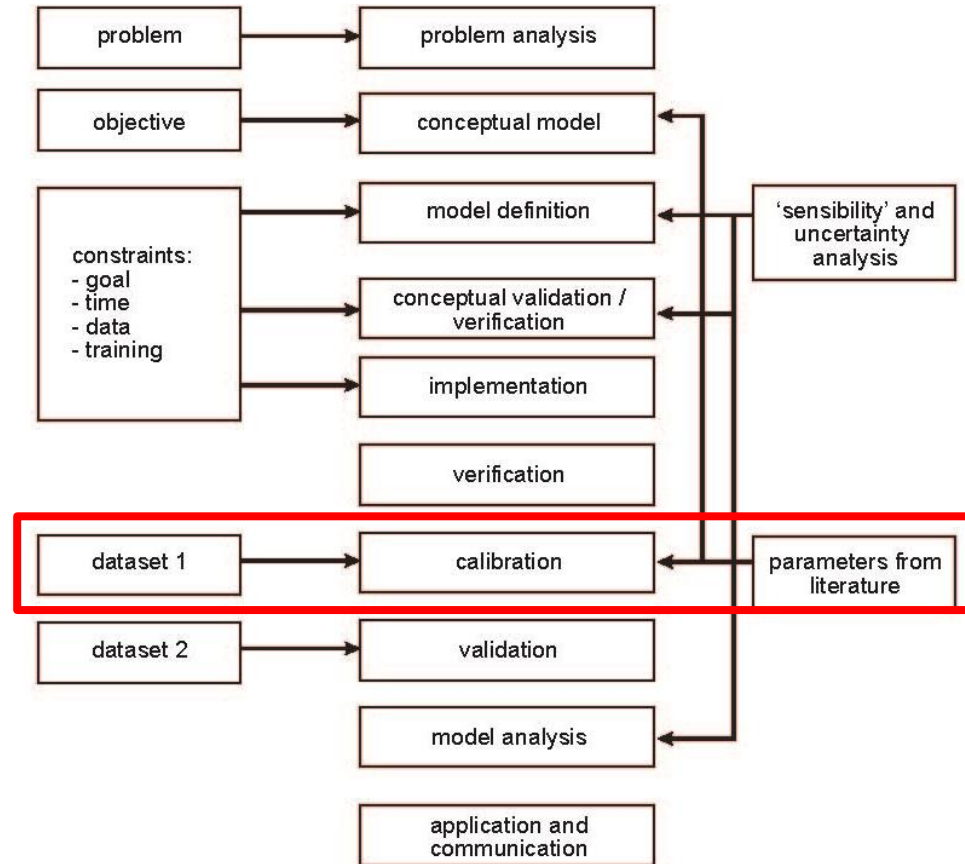 problem
problem analysis
objective
conceptual model
constraints:
- goal
- time
- data
- training
model definition
'sensibility' and
uncertainty
analysis
conceptual validation /
verification
implementation
verification
dataset 1
calibration
parameters from
literature
dataset 2
validation
model analysis
application and
communication